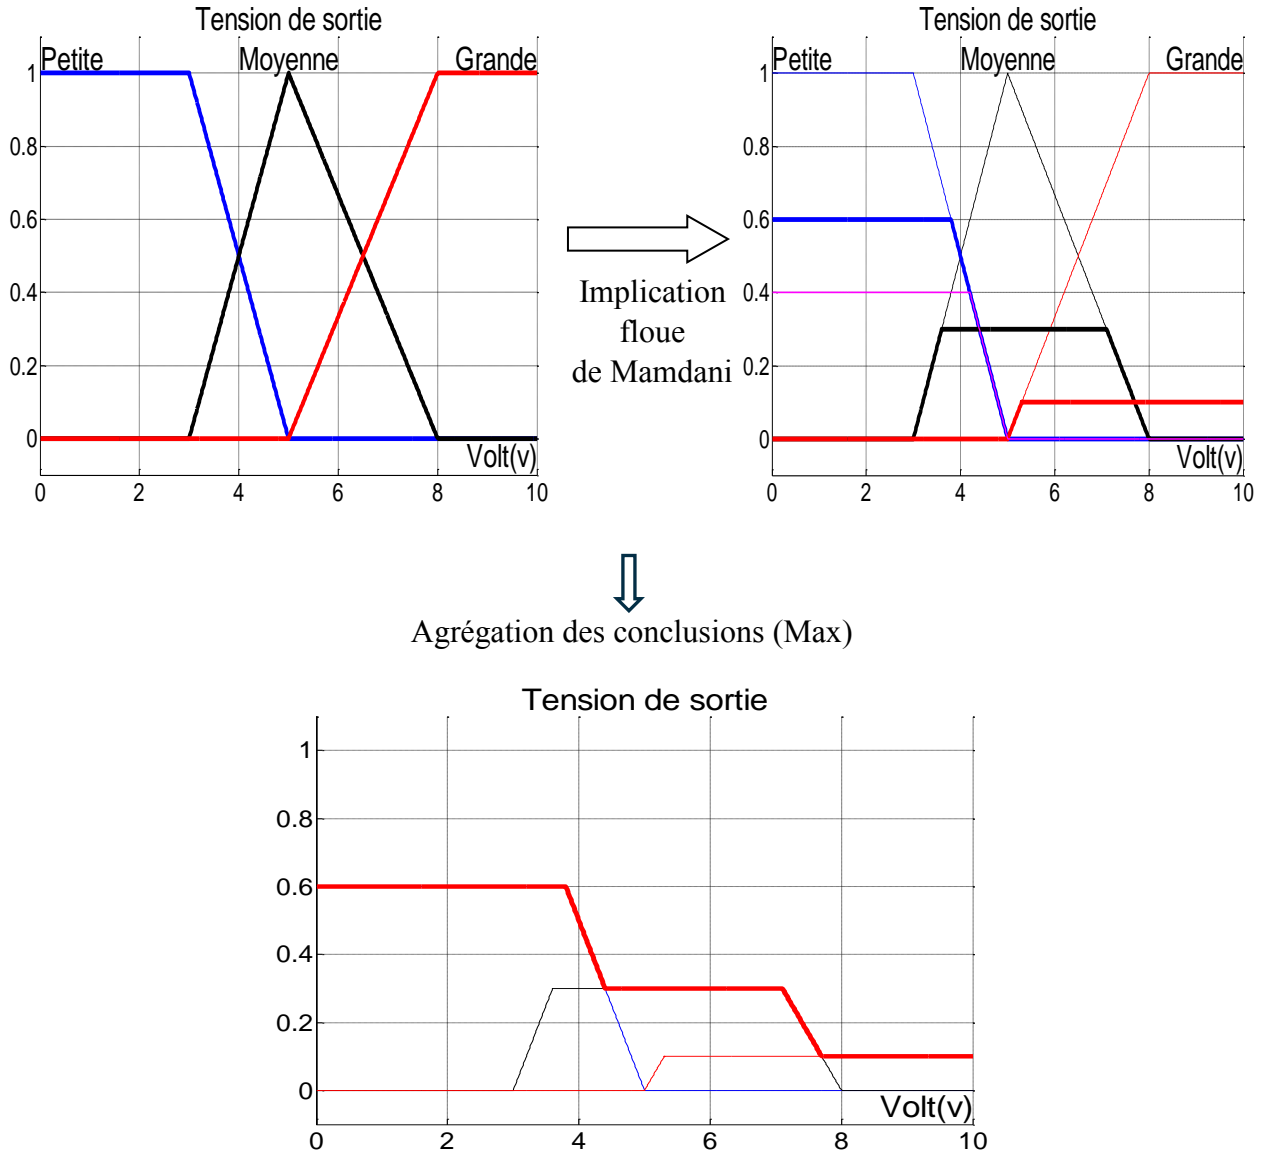 Tension de sortie
Petite Moyenne Grande
1
0.8
0.6
0.4
0.2
0
Volt(v)
0 2 4 6 8 10
Implication
floue
de Mamdani
Tension de sortie
Petite Moyenne Grande
1
0.8
0.6
0.4
0.2
0
Volt(v)
0 2 4 6 8 10
Agrégation des conclusions (Max)
Tension de sortie
1
0.8
0.6
0.4
0.2
0
Volt(v)
0 2 4 6 8 10